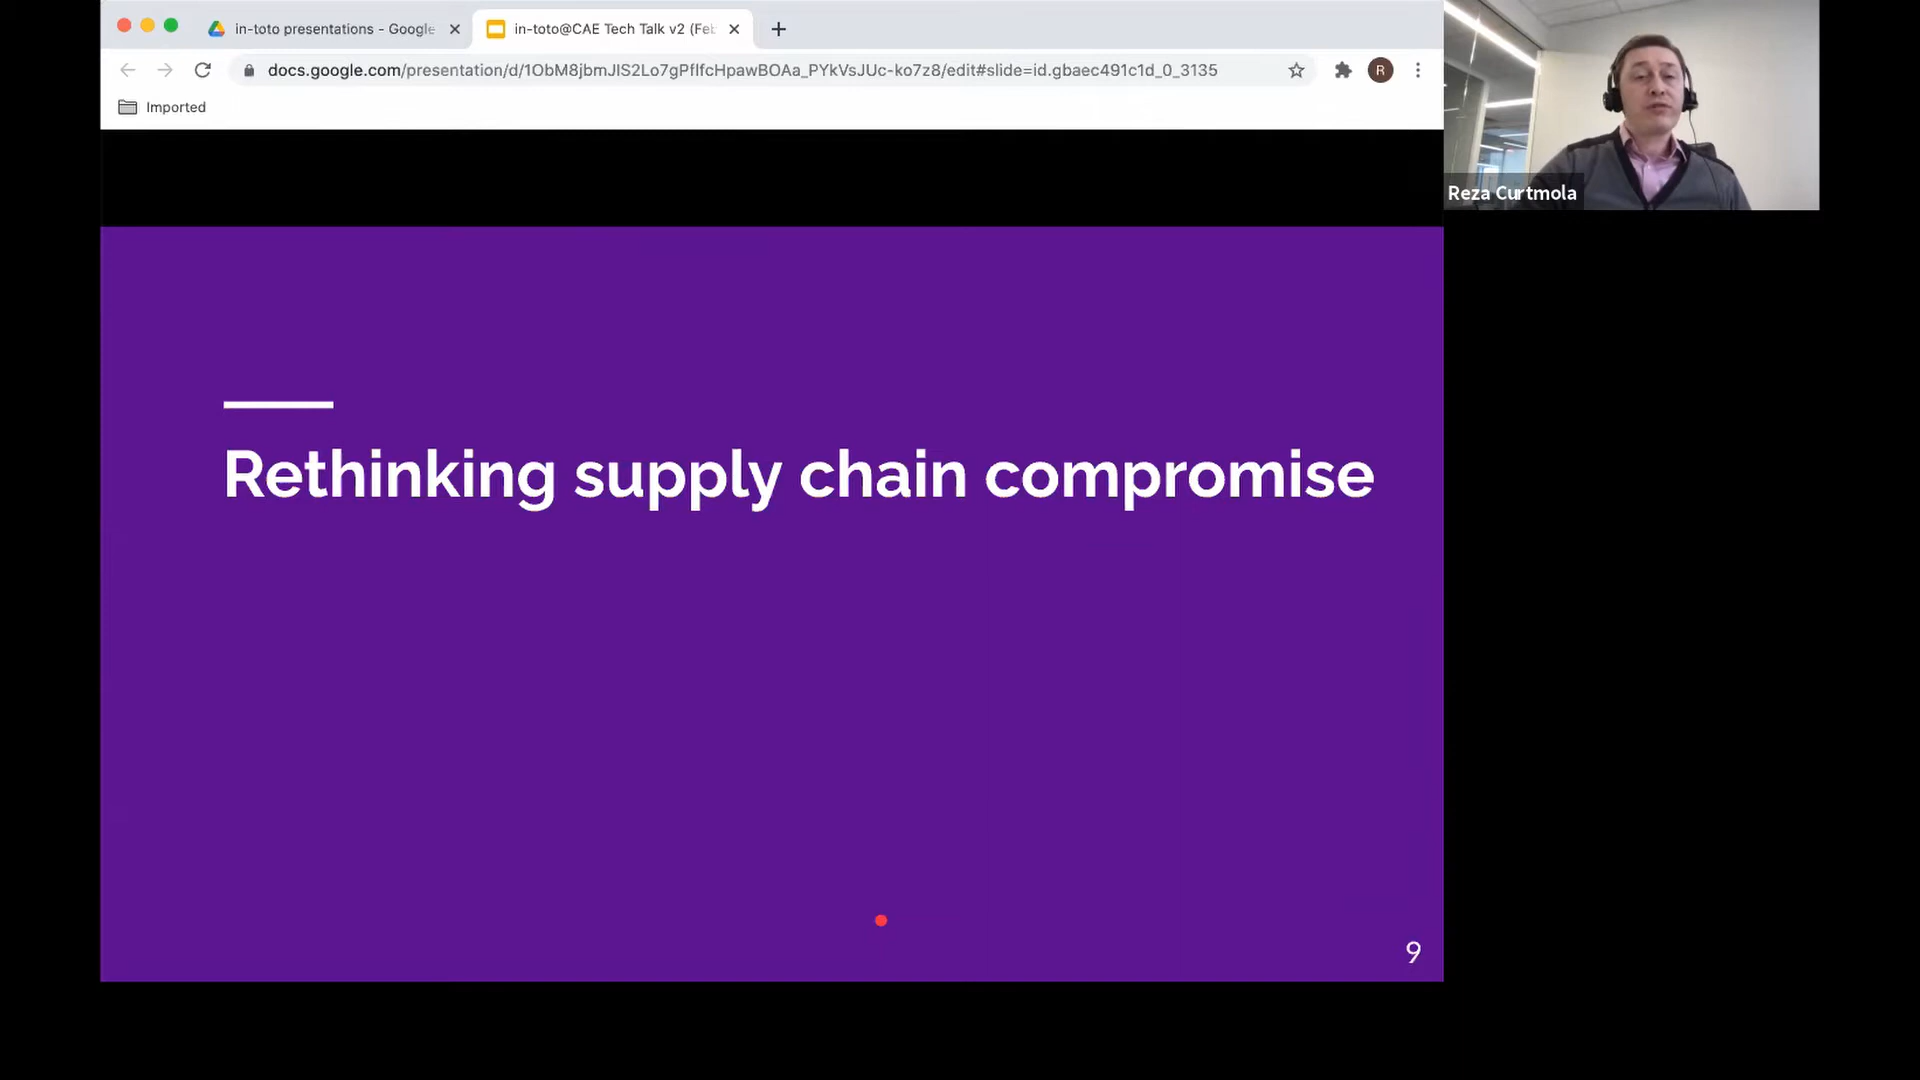 in-toto presentations - Google
in-toto@CAE Tech Talk v2 (Feb
docs.google.com/presentation/d/1ObM8jbmJIS2Lo7gPfIfcHpawBOAa_PYkVsJUc-ko7z8/edit#slide=id.gbaec491c1d_0_3135
R
Imported
Reza Curtmola
Rethinking supply chain compromise
9